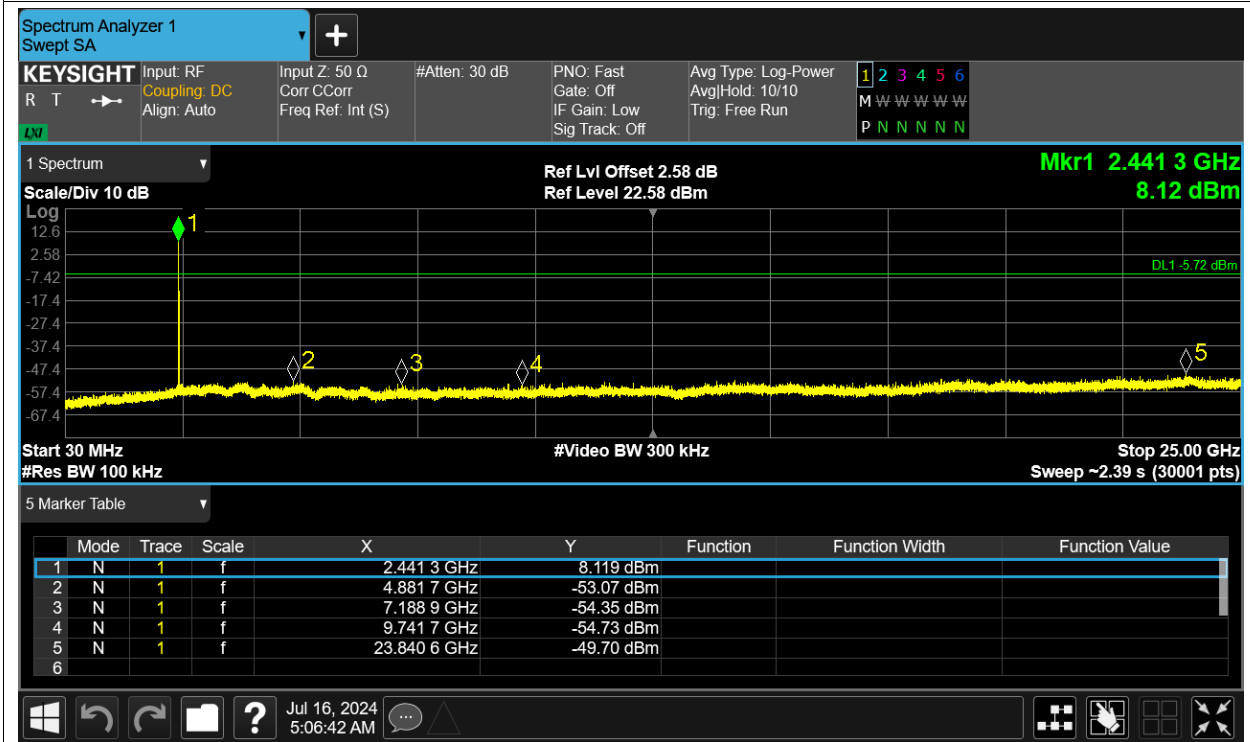 Spectrum Analyzer 1
Swept SA
KEYSIGHT Input: RF Input Z: 50 Ω #Atten: 30 dB PNO: Fast Avg Type: Log-Power 1 2 3 4 5 6
R T Coupling: DC Corr CCorr Gate: Off Avg|Hold: 10/10 M W W W W W
Align: Auto Freq Ref: Int (S) IF Gain: Low Trig: Free Run
LXI Sig Track: Off P N N N N N
1 Spectrum Ref Lvl Offset 2.58 dB Mkr1 2.441 3 GHz
Scale/Div 10 dB Ref Level 22.58 dBm 8.12 dBm
Log
1
12.6
2.58
DL1 -5.72 dBm
-7.42
-17.4
-27.4
-37.4
2 3 4 5
-47.4
-57.4
-67.4
Start 30 MHz #Video BW 300 kHz Stop 25.00 GHz
#Res BW 100 kHz Sweep ~2.39 s (30001 pts)
5 Marker Table
Mode Trace Scale X Y Function Function Width Function Value
1 N 1 f 2.441 3 GHz 8.119 dBm
2 N 1 f 4.881 7 GHz -53.07 dBm
3 N 1 f 7.188 9 GHz -54.35 dBm
4 N 1 f 9.741 7 GHz -54.73 dBm
5 N 1 f 23.840 6 GHz -49.70 dBm
6
? Jul 16, 2024
5:06:42 AM